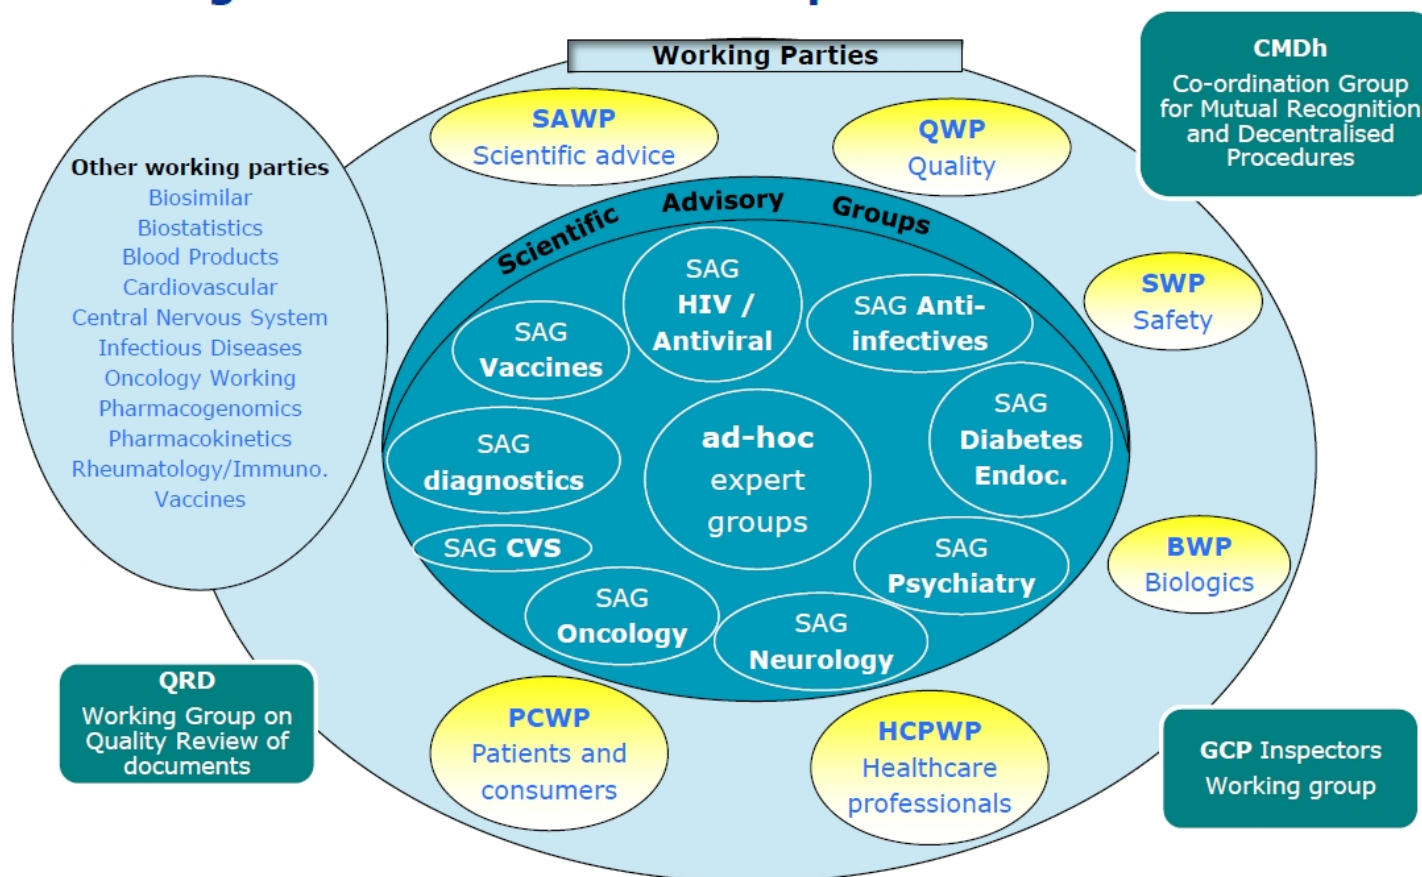 Working Parties
CMDh
Co-ordination Group
for Mutual Recognition
and Decentralised
Procedures
SAWP
Scientific advice
QWP
Quality
Other working parties
Biosimilar
Biostatistics
Blood Products
Cardiovascular
Central Nervous System
Infectious Diseases
Oncology Working
Pharmacogenomics
Pharmacokinetics
Rheumatology/Immuno.
Vaccines
Scientific Advisory Groups
SWP
Safety
SAG
HIV /
Antiviral
SAG Anti-
infectives
SAG
Vaccines
SAG
Diabetes
Endoc.
SAG
diagnostics
ad-hoc
expert
groups
SAG CVS
SAG
Psychiatry
BWP
Biologics
SAG
Oncology
SAG
Neurology
QRD
Working Group on
Quality Review of
documents
PCWP
Patients and
consumers
HCPWP
Healthcare
professionals
GCP Inspectors
Working group